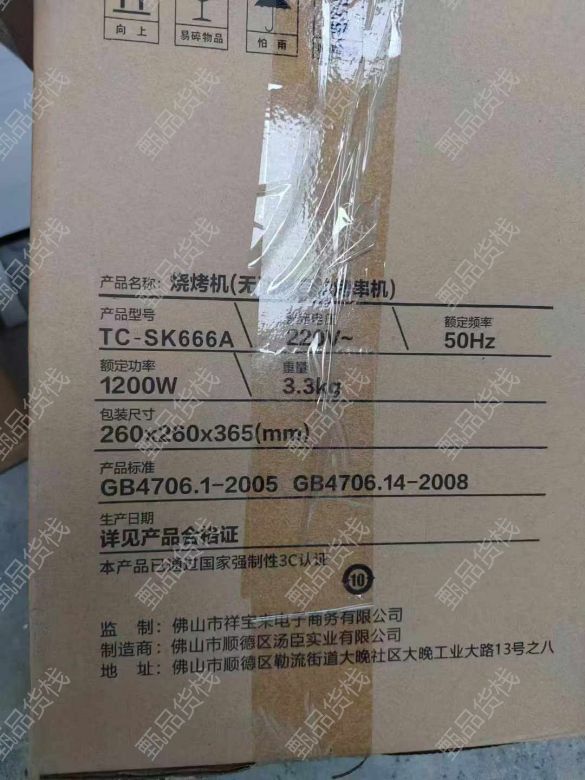 向上
易碎物品
怕雨
产品名称：烧烤机(无 串机)
产品型号 额定频率
TC-SK666A 220V~ 50Hz
额定功率 重量
1200W 3.3kg
包装尺寸
260x260x365(mm)
产品标准
GB4706.1-2005 GB4706.14-2008
生产日期
详见产品合格证
本产品已通过国家强制性3C认证
10
监 制：佛山市祥宝来电子商务有限公司
制造商：佛山市顺德区汤臣实业有限公司
地 址：佛山市顺德区勒流街道大晚社区大晚工业大路13号之八
甄品货栈